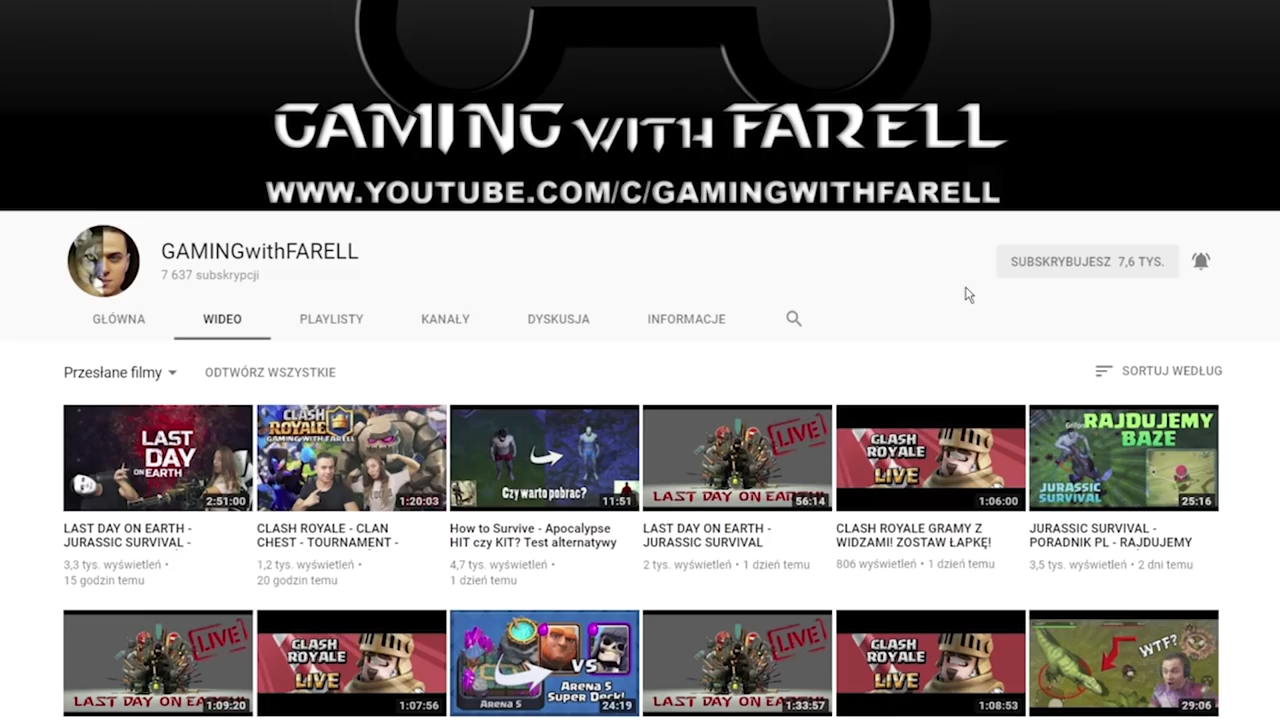 GAMING WITH FARELL
WWW.YOUTUBE.COM/C/GAMINGWITHFARELL
GAMINGwithFARELL
7 637 subskrypcji
SUBSKRYBUJESZ 7,6 TYS.
GŁÓWNA WIDEO PLAYLISTY KANAŁY DYSKUSJA INFORMACJE
Przesłane filmy ODTWÓRZ WSZYSTKIE SORTUJ WEDŁUG
LAST
DAY
ON EARTH
2:51:00
CLASH
ROYALE
GAMING WITH FARELL
1:20:03
Czy warto pobrać?
11:51
LIVE
LAST DAY ON EARTH
56:14
CLASH
ROYALE
LIVE
1:06:00
RAJDUJEMY
BAZE
JURASSIC
SURVIVAL
25:16
LAST DAY ON EARTH -
JURASSIC SURVIVAL -
3,3 tys. wyświetleń •
15 godzin temu
CLASH ROYALE - CLAN
CHEST - TOURNAMENT -
1,2 tys. wyświetleń •
20 godzin temu
How to Survive - Apocalypse
HIT czy KIT? Test alternatywy
4,7 tys. wyświetleń •
1 dzień temu
LAST DAY ON EARTH -
JURASSIC SURVIVAL
2 tys. wyświetleń • 1 dzień temu
CLASH ROYALE GRAMY Z
WIDZAMI! ZOSTAW ŁAPKĘ!
806 wyświetleń • 1 dzień temu
JURASSIC SURVIVAL -
PORADNIK PL - RAJDUJEMY
3,5 tys. wyświetleń • 2 dni temu
LIVE
LAST DAY ON EARTH
1:09:20
CLASH
ROYALE
LIVE
1:07:56
VS
Arena 5
Super Deck!
Arena 5
24:19
LIVE
LAST DAY ON EARTH
1:33:57
CLASH
ROYALE
LIVE
1:08:53
WTF?
29:06